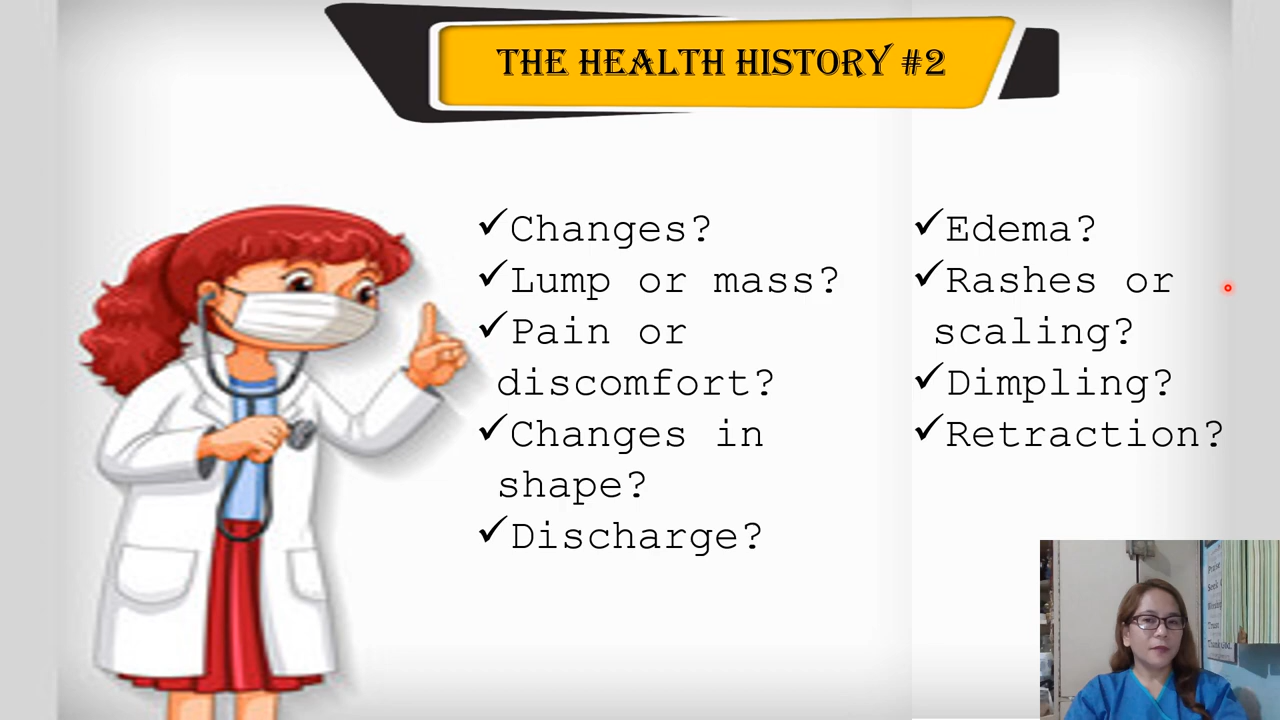 THE HEALTH HISTORY #2
✓Changes?
✓Lump or mass?
✓Pain or
discomfort?
✓Changes in
shape?
✓Discharge?
✓Edema?
✓Rashes or
scaling?
✓Dimpling?
✓Retraction?
Trust